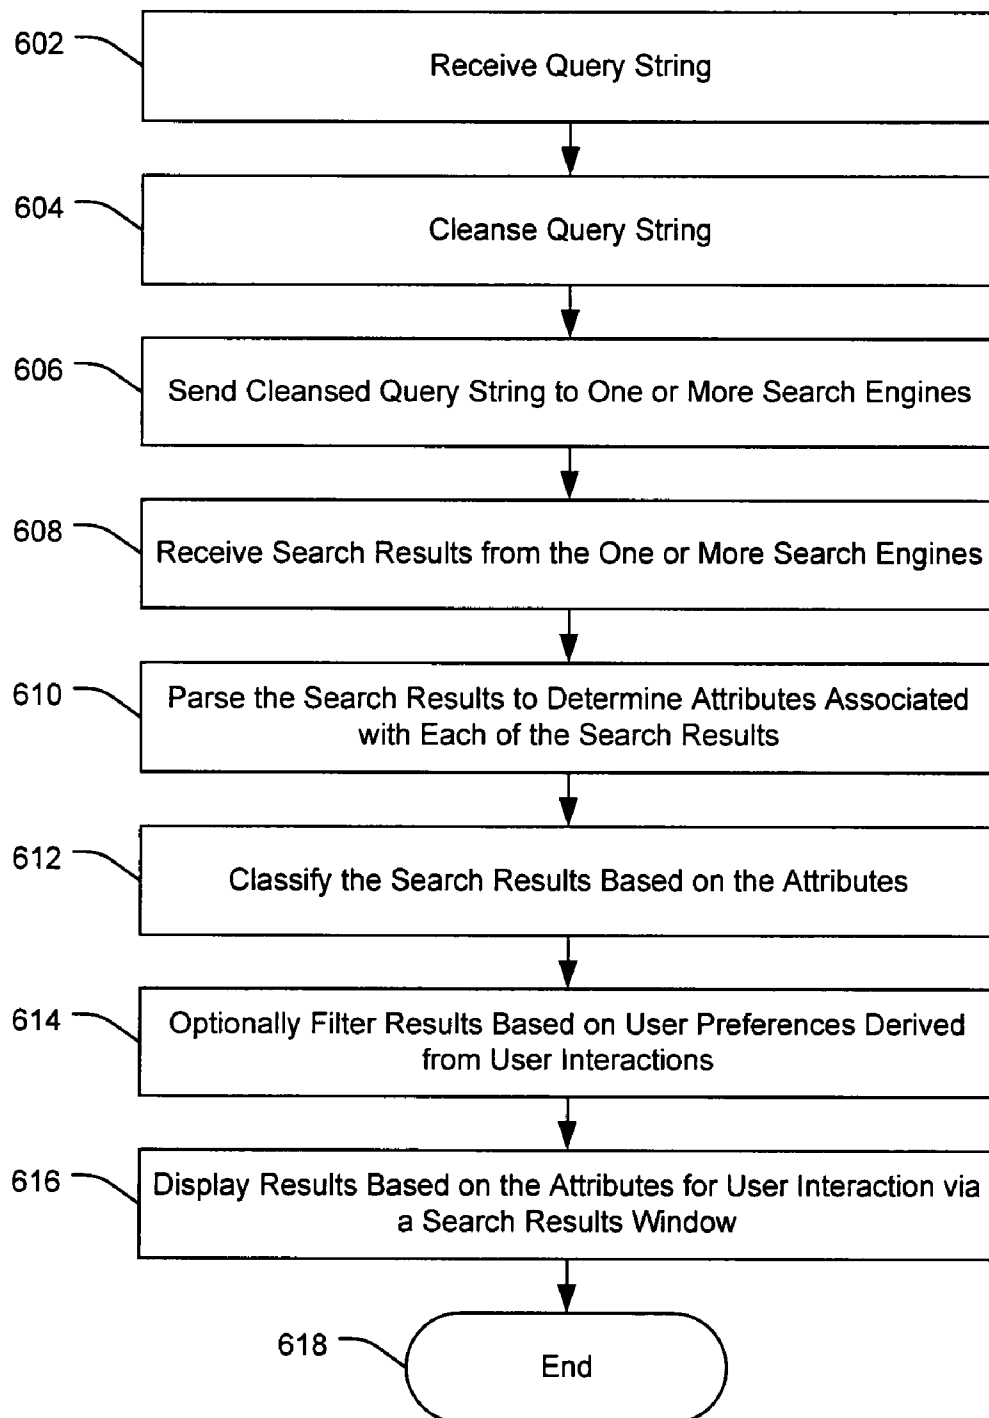 602
Receive Query String
604
Cleanse Query String
606
Send Cleansed Query String to One or More Search Engines
608
Receive Search Results from the One or More Search Engines
610
Parse the Search Results to Determine Attributes Associated
with Each of the Search Results
612
Classify the Search Results Based on the Attributes
614
Optionally Filter Results Based on User Preferences Derived
from User Interactions
616
Display Results Based on the Attributes for User Interaction via
a Search Results Window
618
End